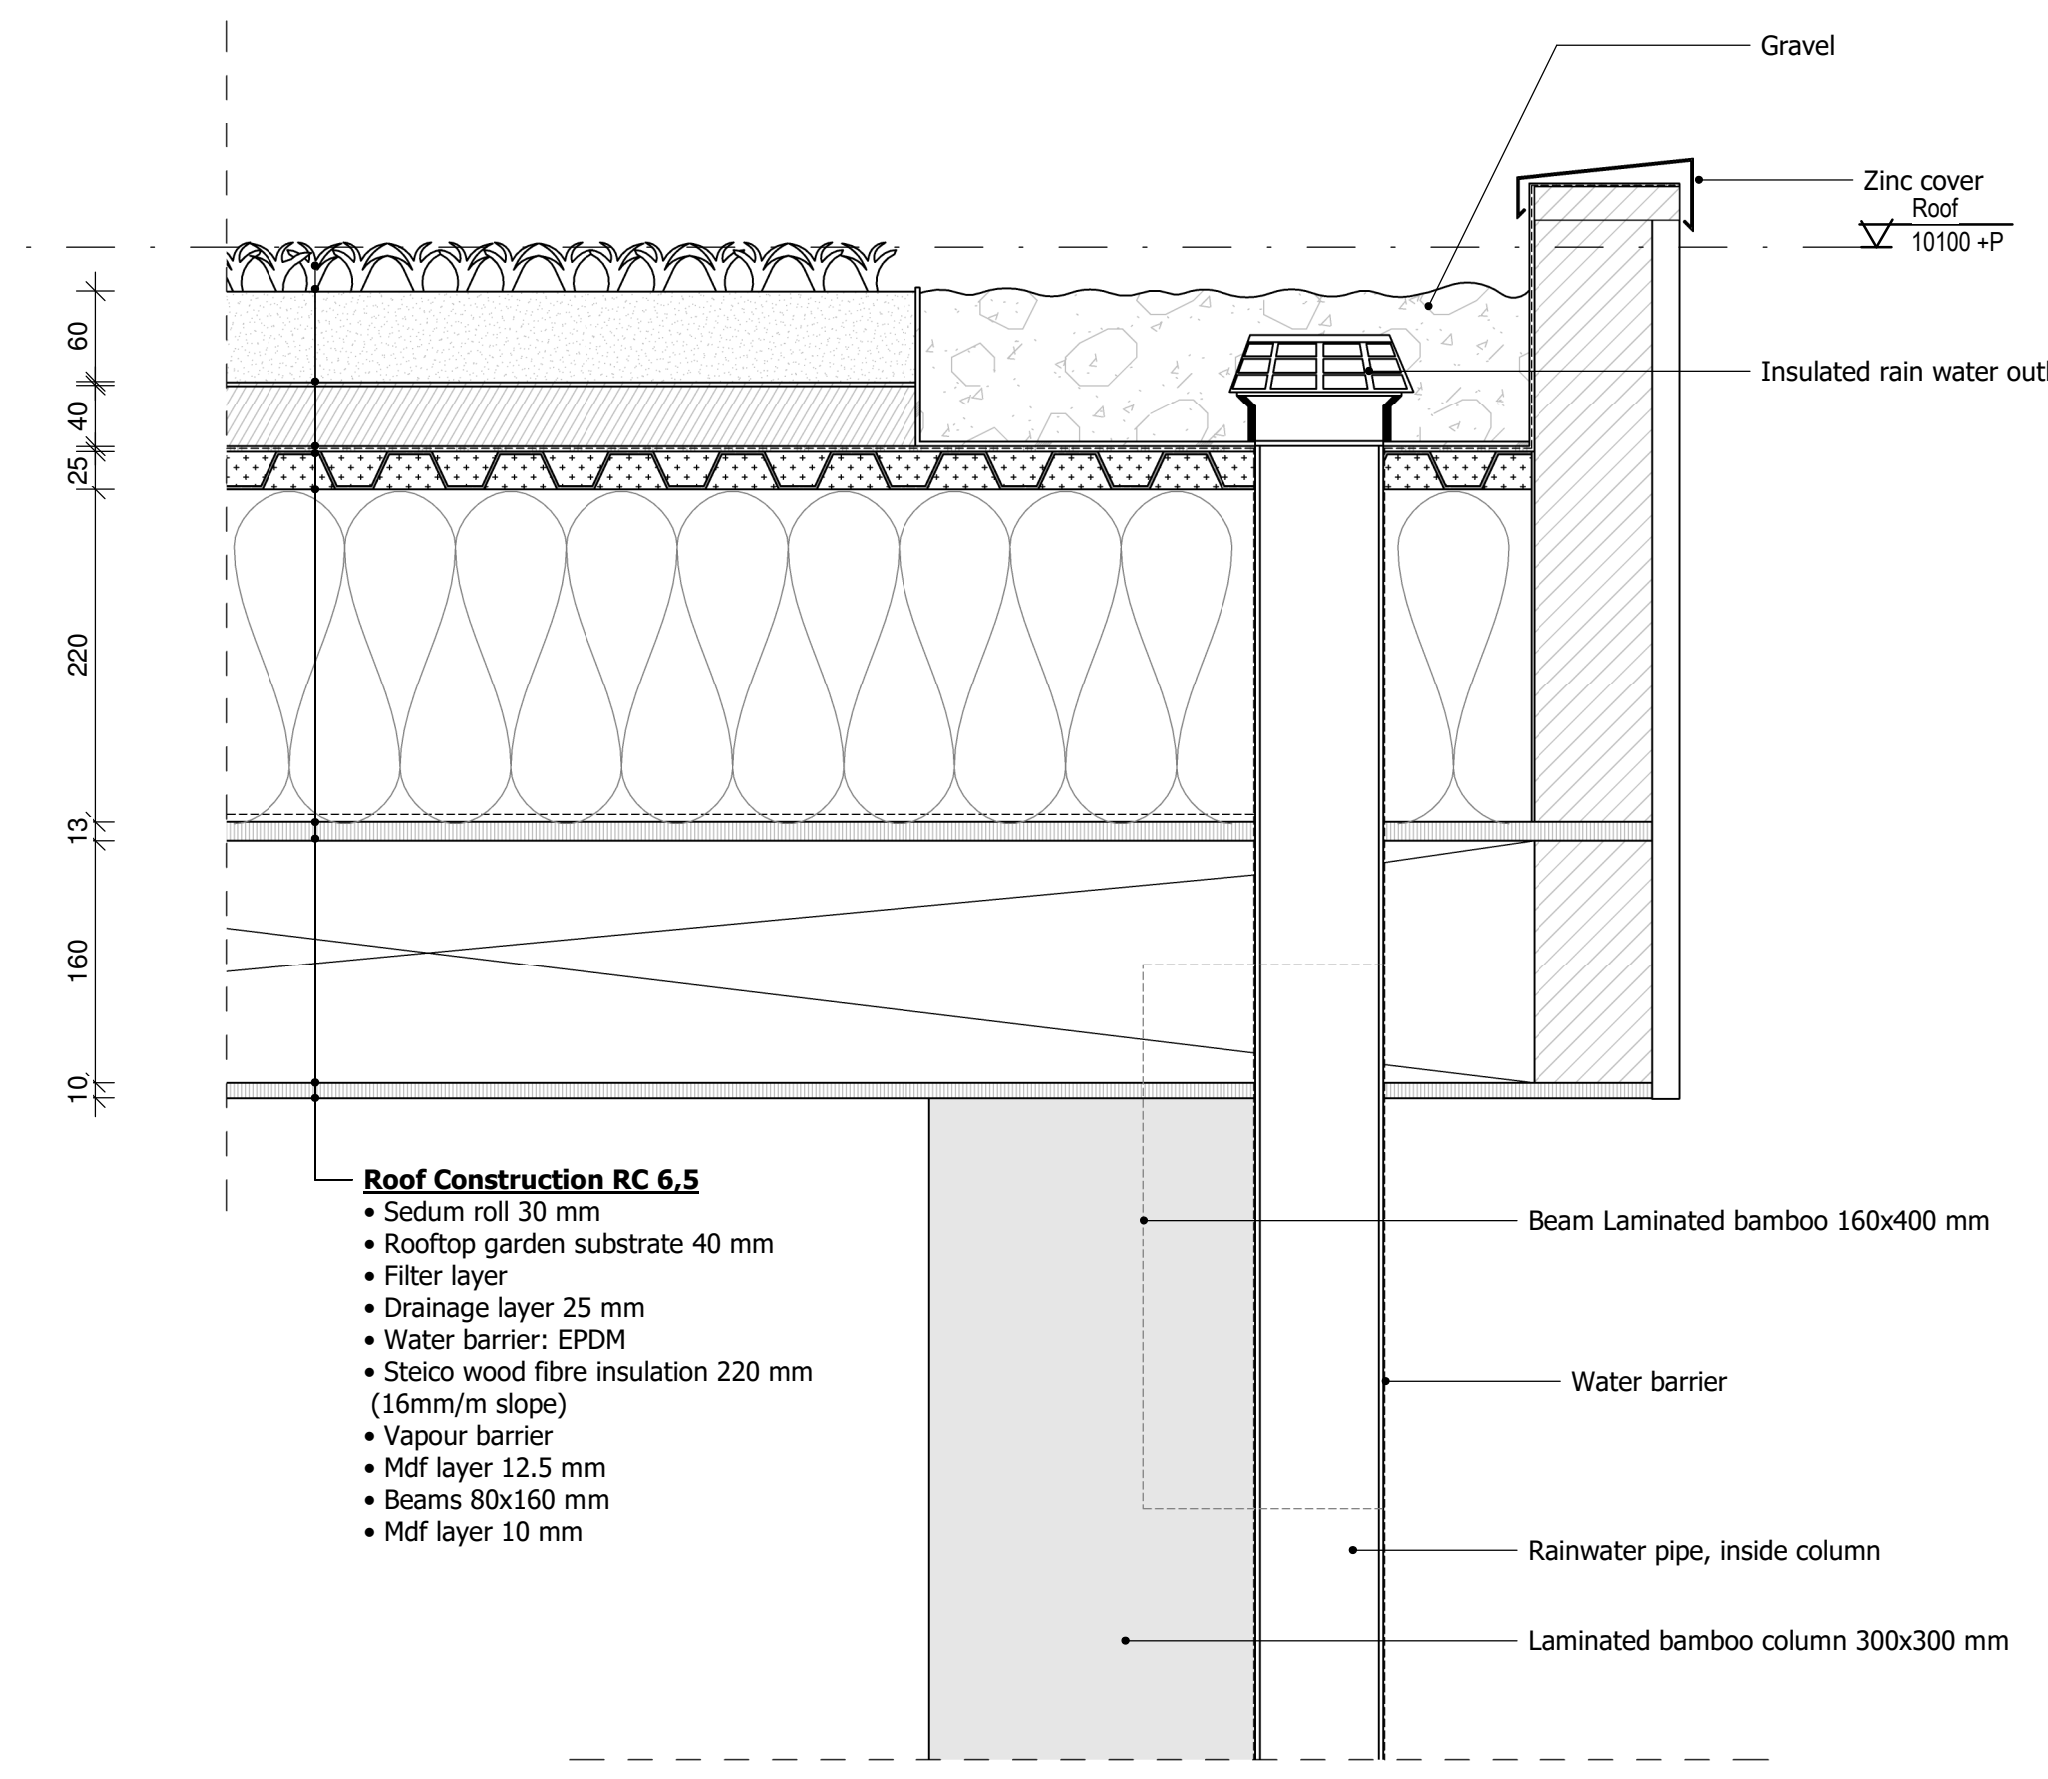 Gravel
Zinc cover
Roof
10100 +P
Insulated rain water outl
60
40
25
220
13
160
10
Roof Construction RC 6,5
• Sedum roll 30 mm
• Rooftop garden substrate 40 mm
• Filter layer
• Drainage layer 25 mm
• Water barrier: EPDM
• Steico wood fibre insulation 220 mm
(16mm/m slope)
• Vapour barrier
• Mdf layer 12.5 mm
• Beams 80x160 mm
• Mdf layer 10 mm
Beam Laminated bamboo 160x400 mm
Water barrier
Rainwater pipe, inside column
Laminated bamboo column 300x300 mm